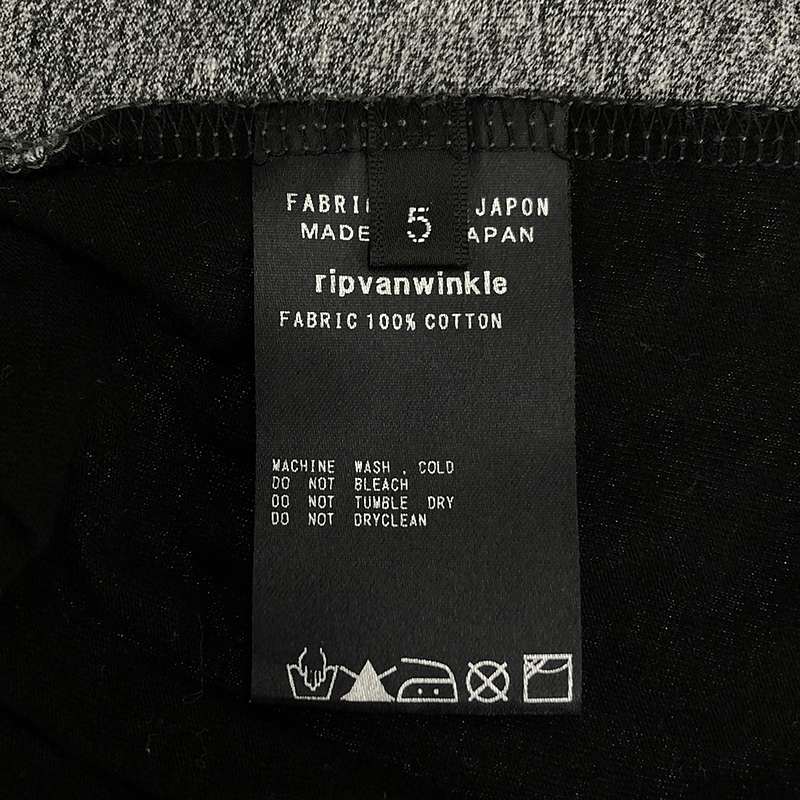 FABRI 5 JAPON
MADE APAN
ripvanwinkle
FABRIC 100% COTTON
MACHINE WASH , COLD
DO NOT BLEACH
DO NOT TUMBLE DRY
DO NOT DRYCLEAN